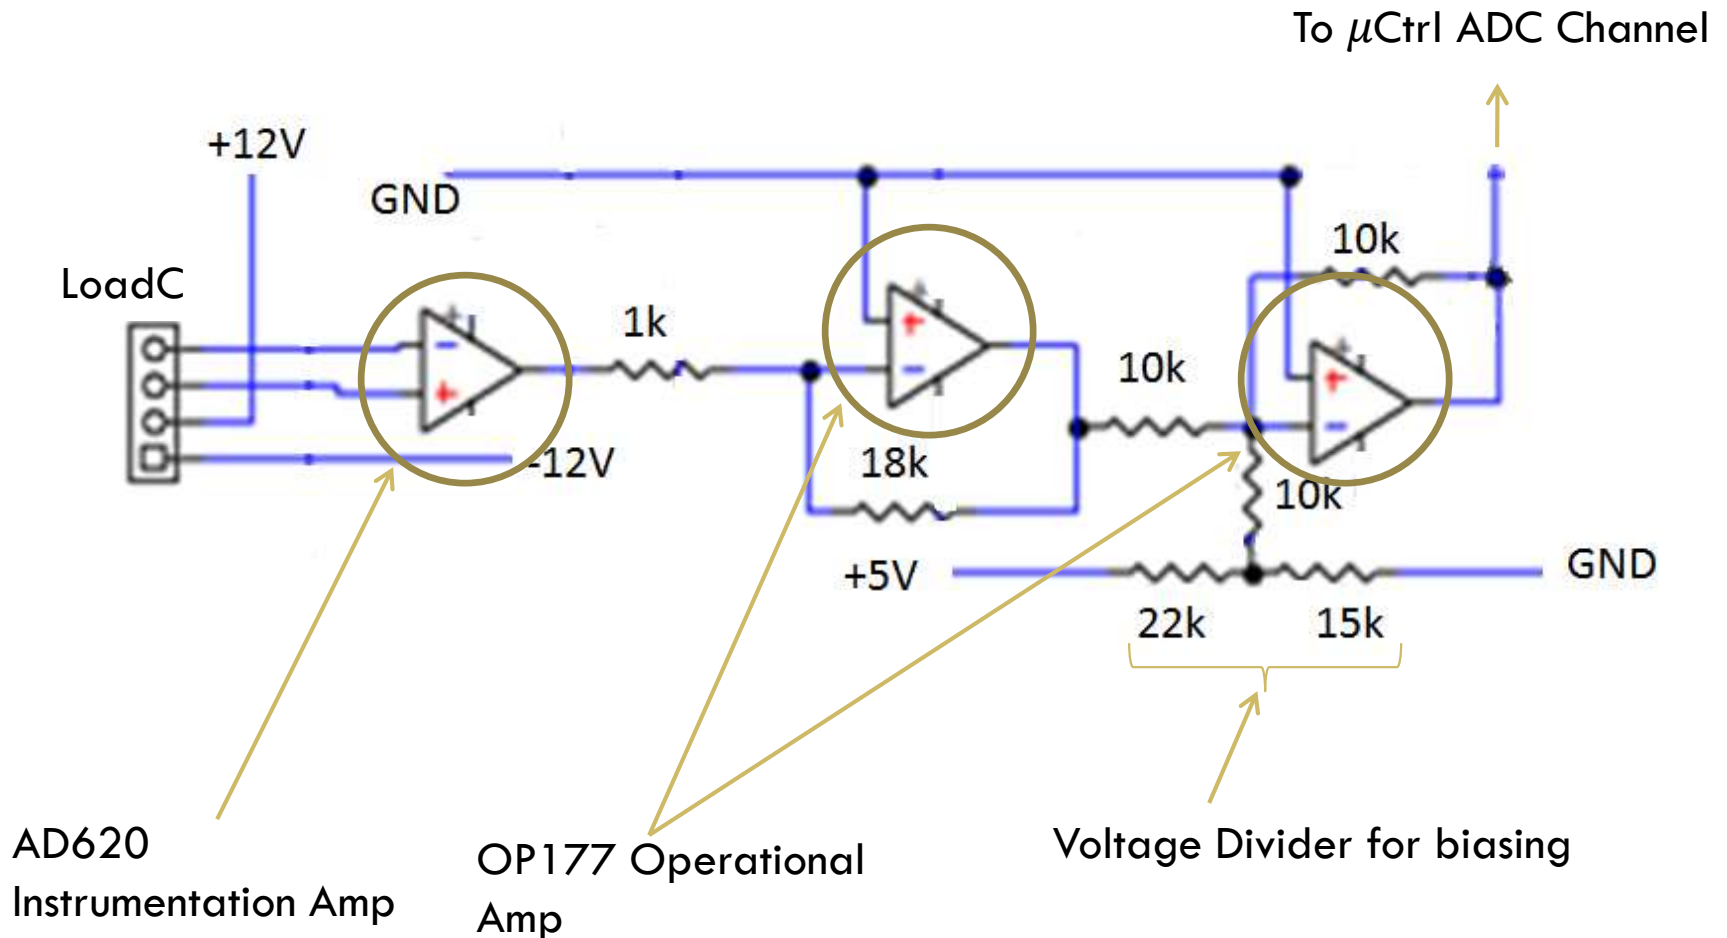 To μCtrl ADC Channel
+12V
GND
10k
LoadC
1k
10k
-12V
18k
10k
+5V
GND
22k
15k
AD620
Instrumentation Amp
OP177 Operational
Amp
Voltage Divider for biasing